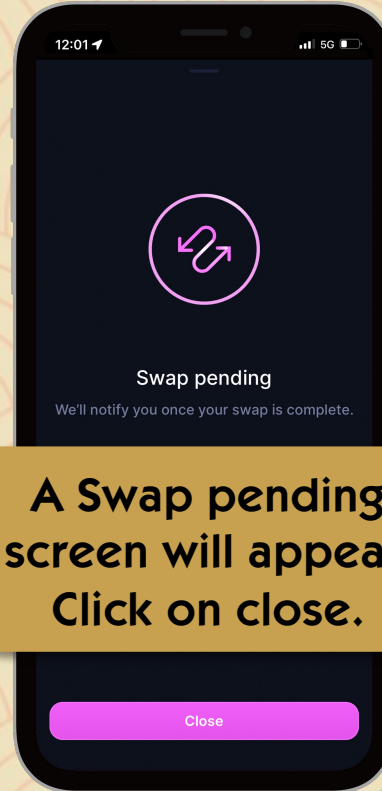 12:01
5G
Swap pending
We'll notify you once your swap is complete.
A Swap pending
screen will appea
Click on close.
Close